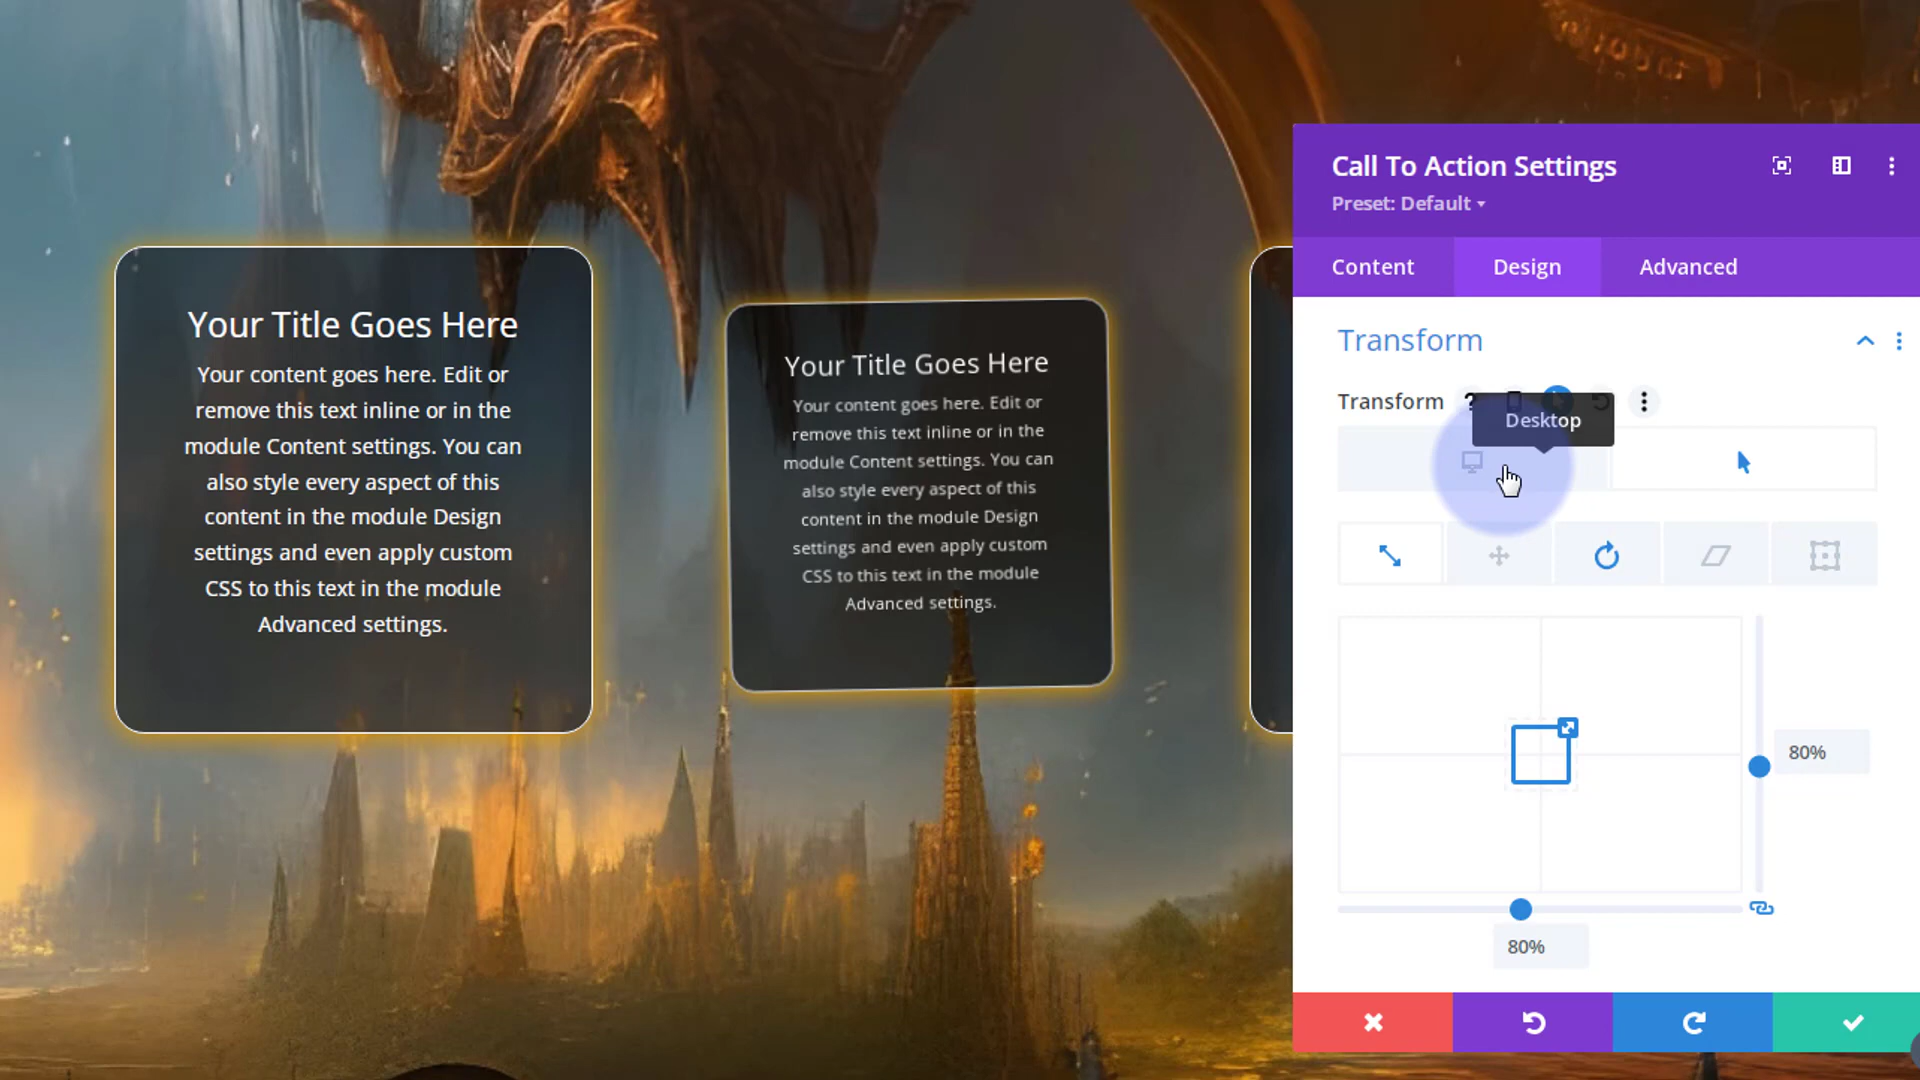 Your Title Goes Here
Your content goes here. Edit or
remove this text inline or in the
module Content settings. You can
also style every aspect of this
content in the module Design
settings and even apply custom
CSS to this text in the module
Advanced settings.
Your Title Goes Here
Your content goes here. Edit or
remove this text inline or in the
module Content settings. You can
also style every aspect of this
content in the module Design
settings and even apply custom
CSS to this text in the module
Advanced settings.
Call To Action Settings
Preset: Default
Content
Design
Advanced
Transform
Transform ?
Desktop
80%
80%